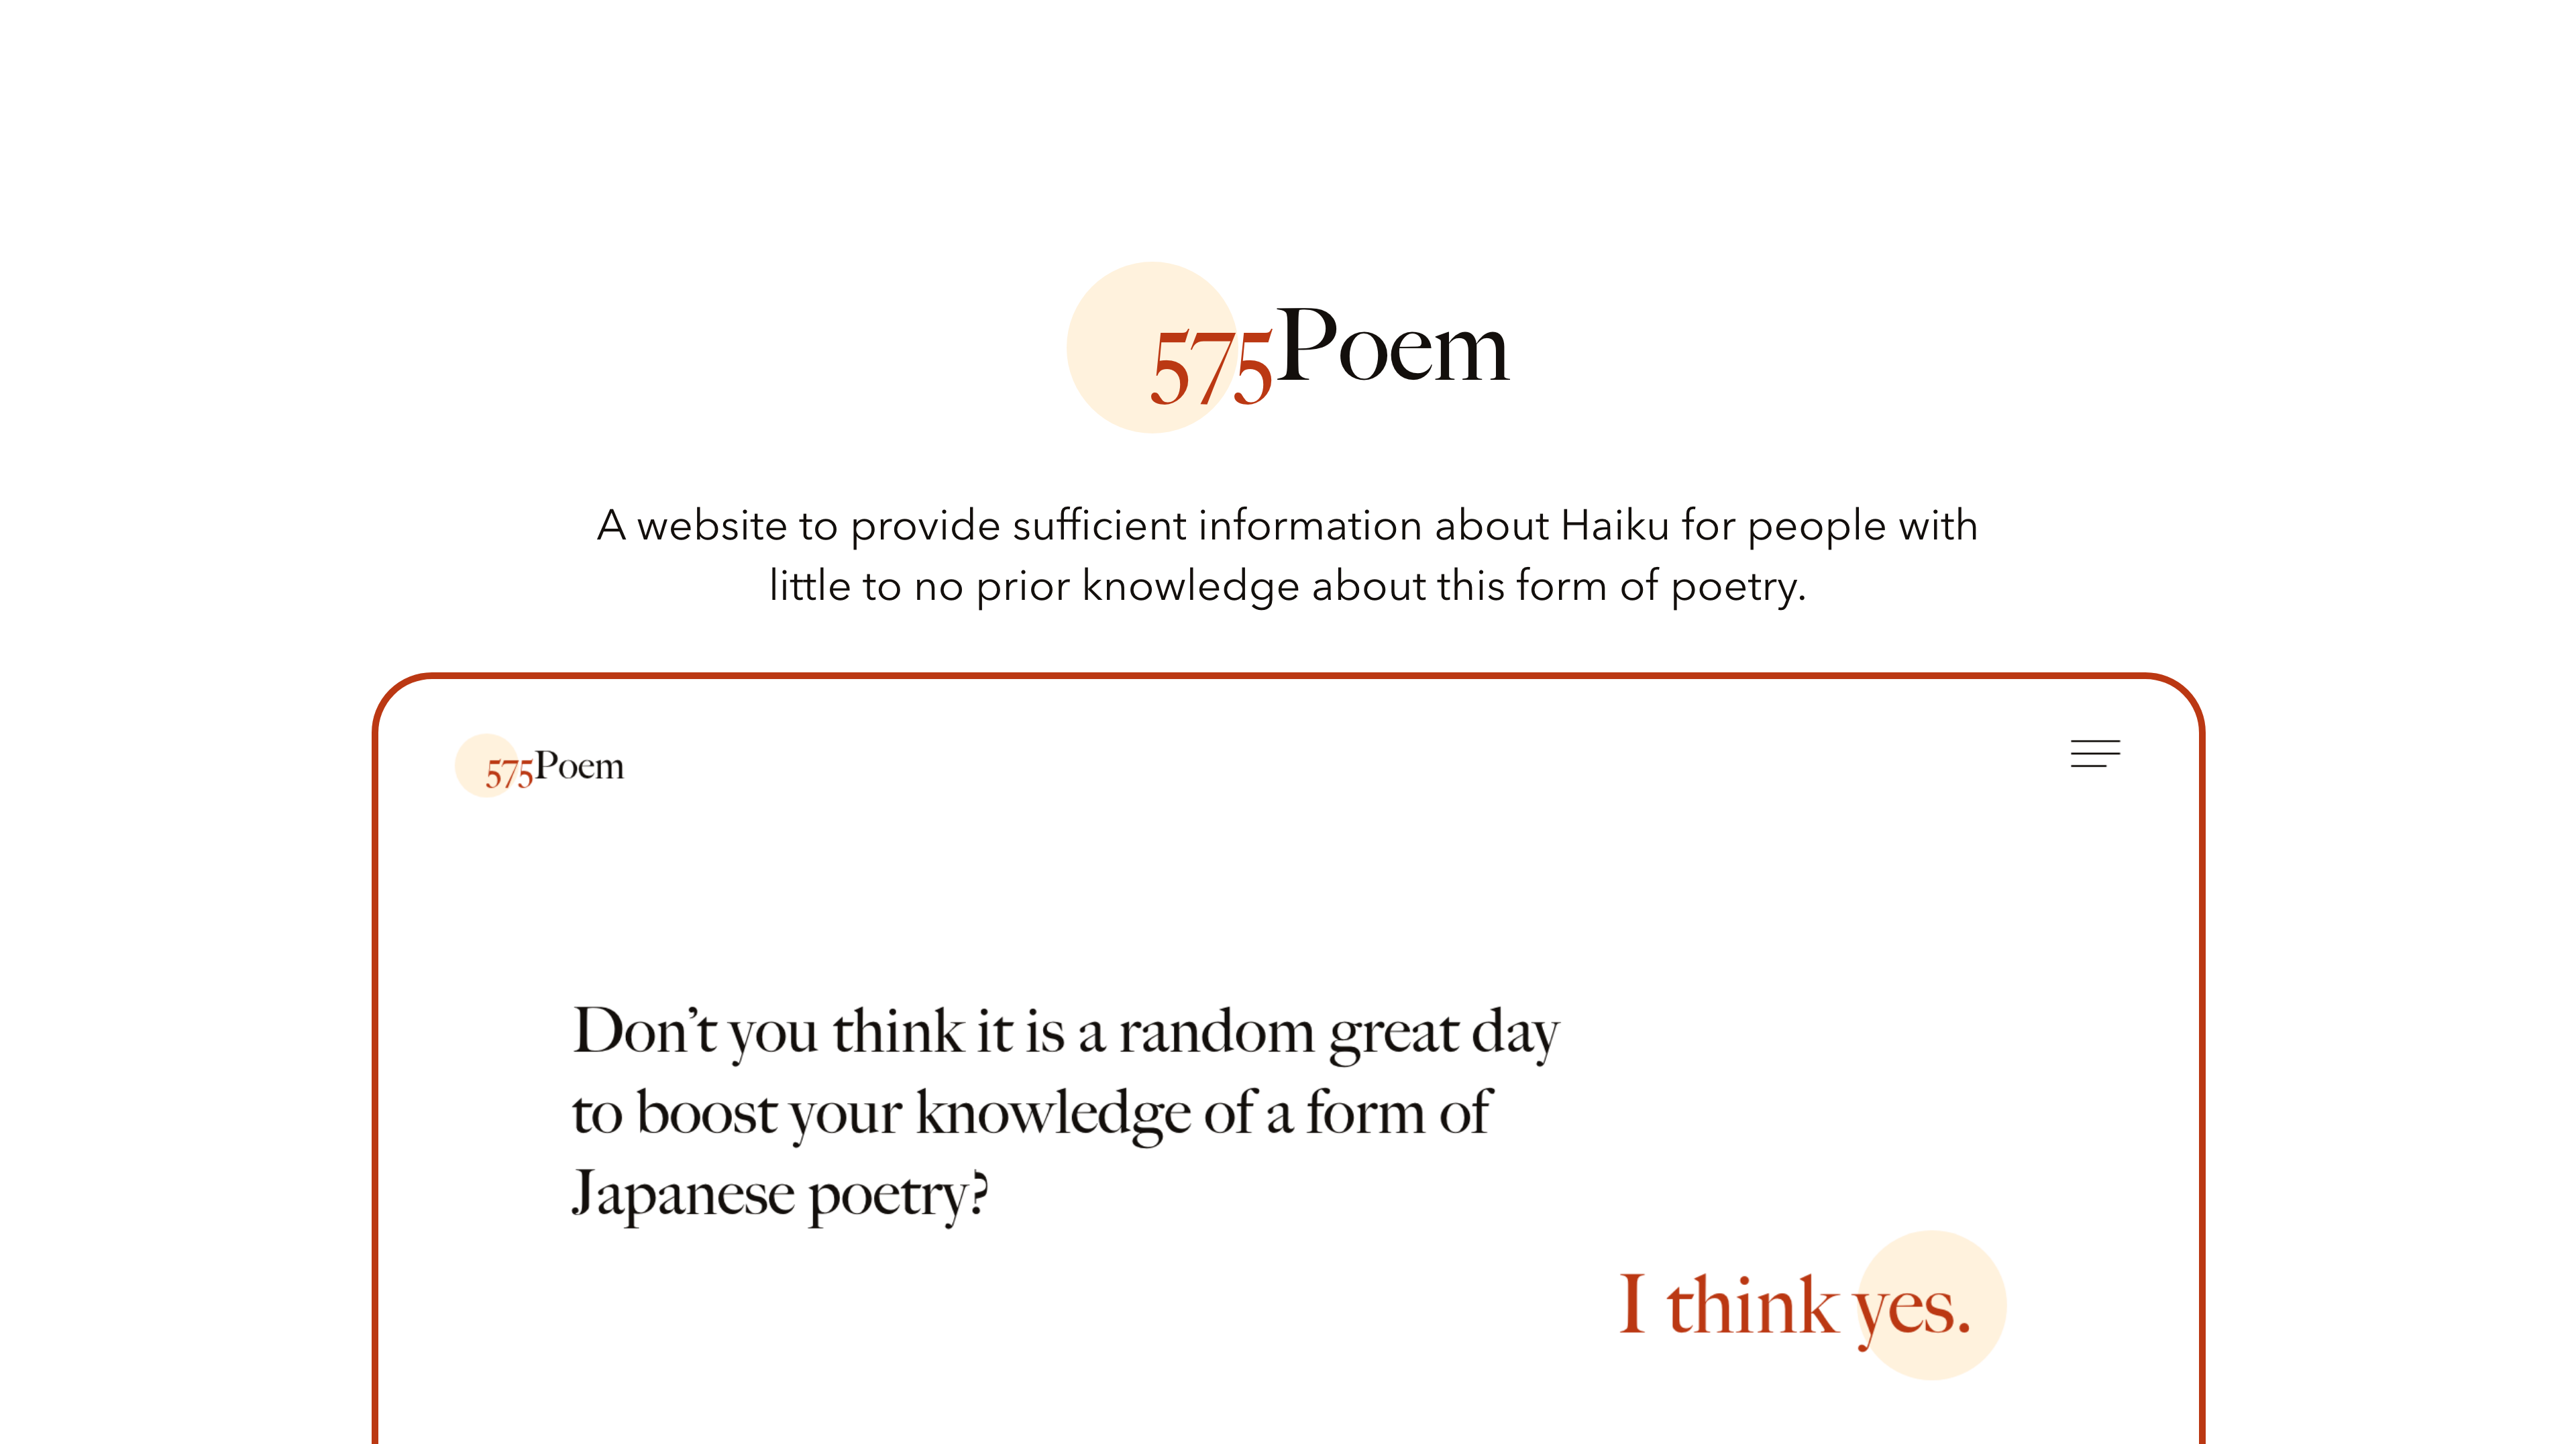 575Poem
A website to provide sufficient information about Haiku for people with
little to no prior knowledge about this form of poetry.
575Poem
Don’t you think it is a random great day
to boost your knowledge of a form of
Japanese poetry?
I think yes.